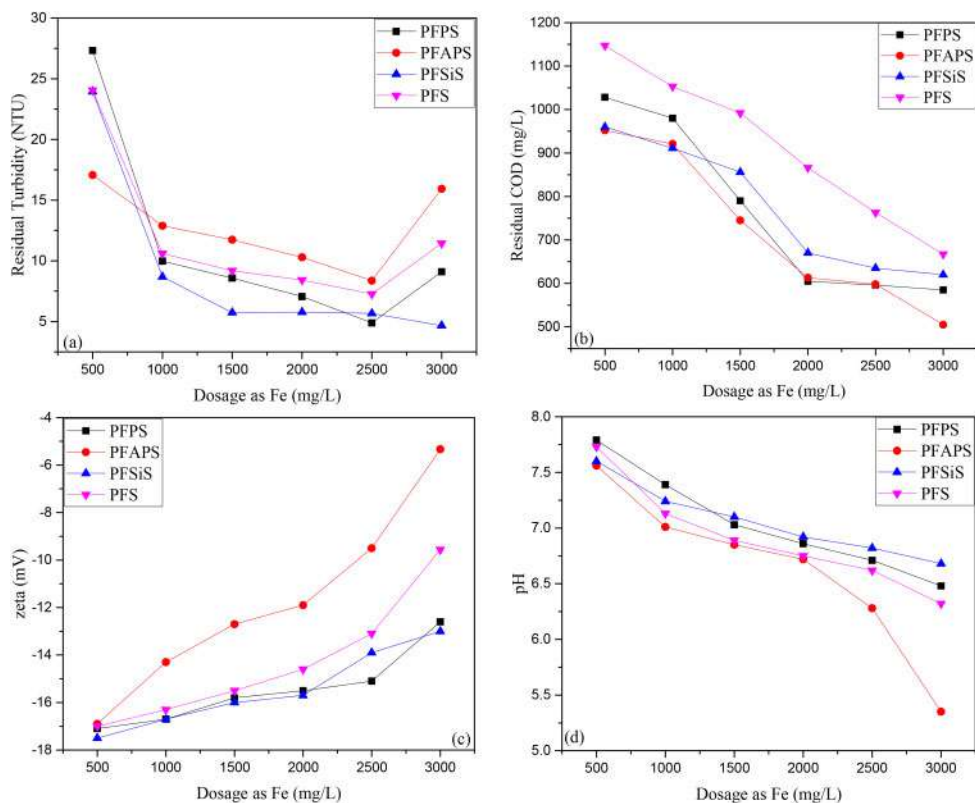 30
25
20
15
10
5
Residual Turbidity (NTU)
PFPS
PFAPS
PFSiS
PFS
(a)
500 1000 1500 2000 2500 3000
Dosage as Fe (mg/L)
1200
1100
1000
900
800
700
600
500
Residual COD (mg/L)
PFPS
PFAPS
PFSiS
PFS
(b)
500 1000 1500 2000 2500 3000
Dosage as Fe (mg/L)
-4
-6
-8
-10
-12
-14
-16
-18
zeta (mV)
PFPS
PFAPS
PFSiS
PFS
(c)
500 1000 1500 2000 2500 3000
Dosage as Fe (mg/L)
8.0
7.5
7.0
6.5
6.0
5.5
5.0
pH
PFPS
PFAPS
PFSiS
PFS
(d)
500 1000 1500 2000 2500 3000
Dosage as Fe (mg/L)